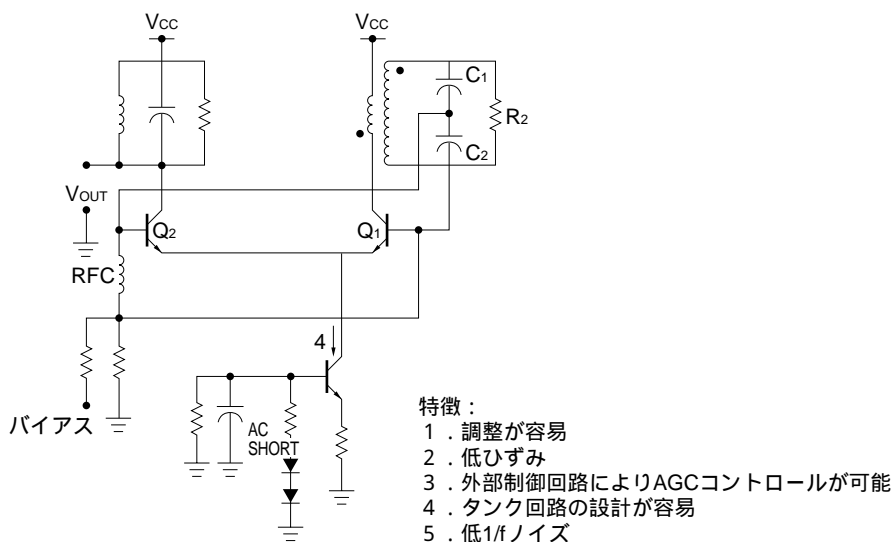 VCC
VCC
C1
R2
C2
VOUT
Q2
Q1
RFC
4
バイアス
AC
SHORT
特徴：
1．調整が容易
2．低ひずみ
3．外部制御回路によりAGCコントロールが可能
4．タンク回路の設計が容易
5．低1/fノイズ